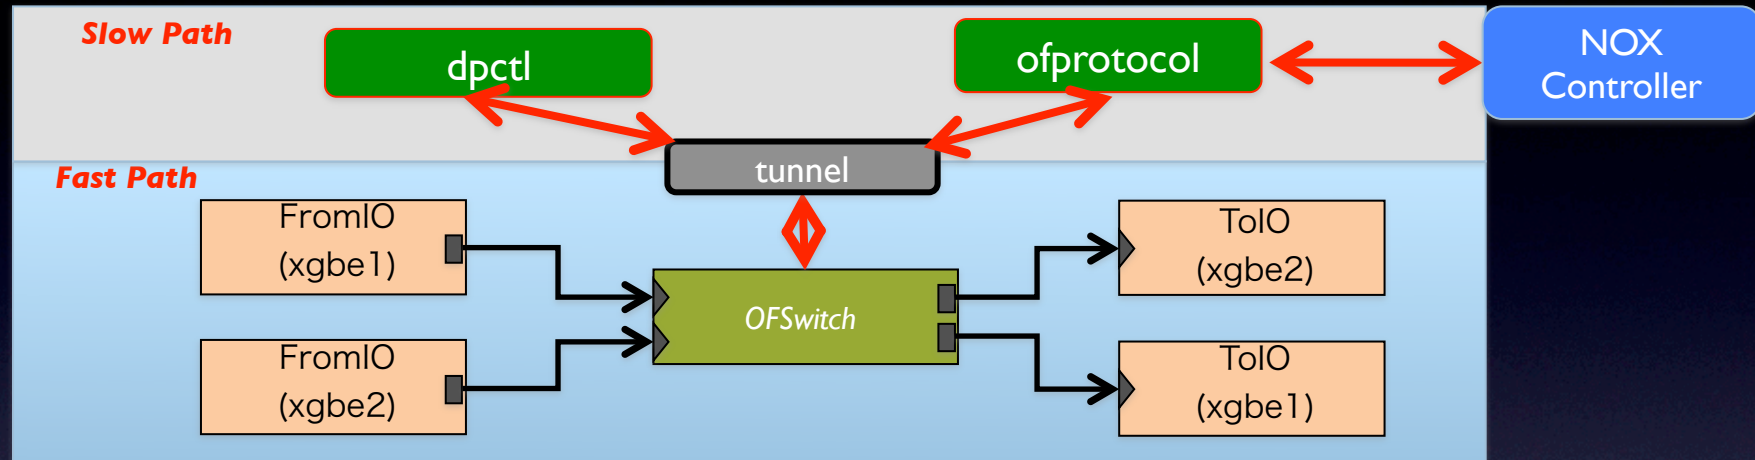 Slow Path
dpctl
ofprotocol
NOX
Controller
tunnel
Fast Path
FromIO
(xgbe1)
ToIO
(xgbe2)
OFSwitch
FromIO
(xgbe2)
ToIO
(xgbe1)